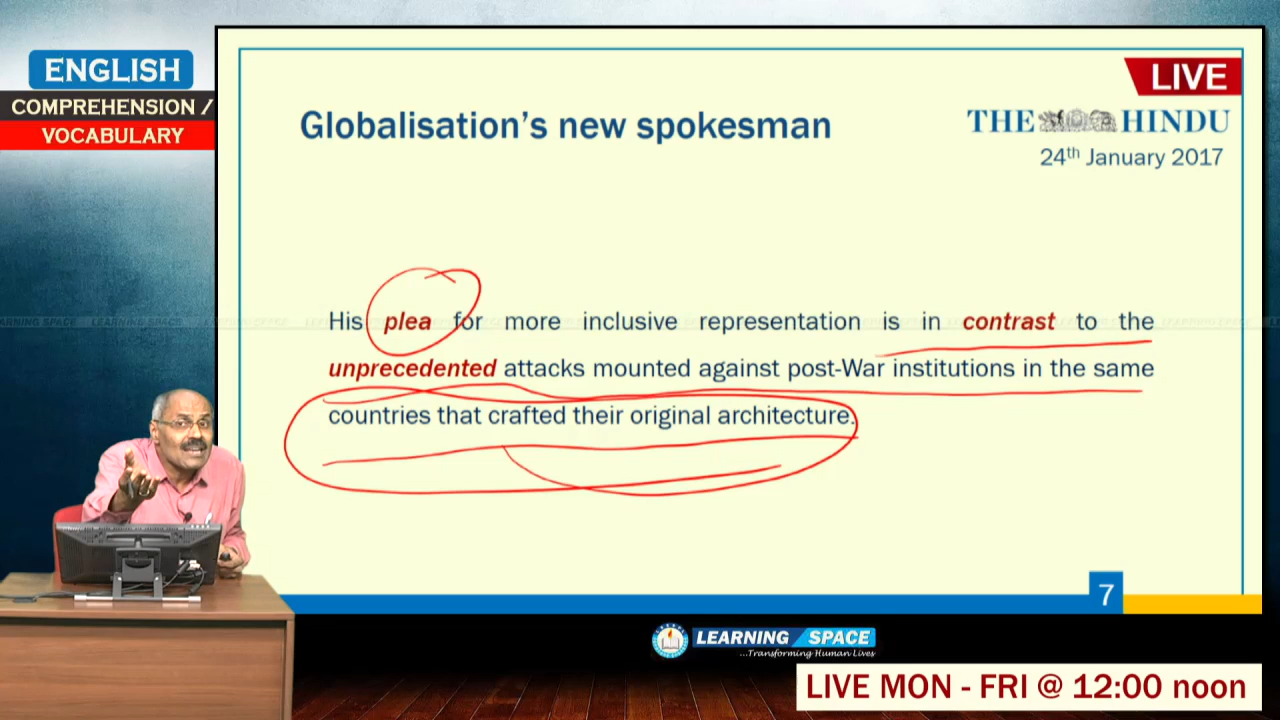 ENGLISH
COMPREHENSION /
VOCABULARY
LIVE
Globalisation's new spokesman
THE HINDU
24th January 2017
His plea for more inclusive representation is in contrast to the
unprecedented attacks mounted against post-War institutions in the same
countries that crafted their original architecture.
7
LEARNING SPACE
...Transforming Human Lives
LIVE MON - FRI @ 12:00 noon